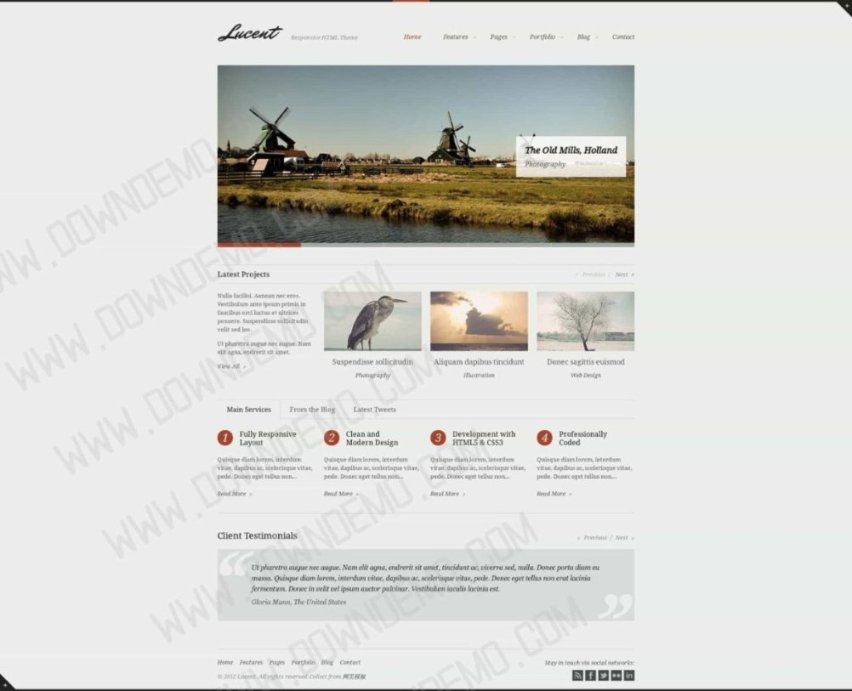 Lucent
Responsive HTML Theme
Home Features Pages Portfolio Blog Contact
The Old Mills, Holland
Photography
Latest Projects
« Previous / Next »
Nulla facilisi. Aenean nec eros.
Vestibulum ante ipsum primis in
faucibus orci luctus et ultrices
posuere. Suspendisse sollicitudin
velit sed leo.
Ut pharetra augue nec augue. Nam
elit agna, endrerit sit amet.
View All »
Suspendisse sollicitudin
Photography
Aliquam dapibus tincidunt
Illustration
Donec sagittis euismod
Web Design
Main Services From the Blog Latest Tweets
1 Fully Responsive
Layout
Quisque diam lorem, interdum
vitae, dapibus ac, scelerisque vitae,
pede. Donec eget tellus non...
Read More »
2 Clean and
Modern Design
Quisque diam lorem, interdum
vitae, dapibus ac, scelerisque vitae,
pede. Donec eget tellus non...
Read More »
3 Development with
HTML5 & CSS3
Quisque diam lorem, interdum
vitae, dapibus ac, scelerisque vitae,
pede. Donec eget tellus non...
Read More »
4 Professionally
Coded
Quisque diam lorem, interdum
vitae, dapibus ac, scelerisque vitae,
pede. Donec eget tellus non...
Read More »
Client Testimonials
« Previous / Next »
Ut pharetra augue nec augue. Nam elit agna, endrerit sit amet, tincidunt ac, viverra sed, nulla. Donec porta diam eu
massa. Quisque diam lorem, interdum vitae, dapibus ac, scelerisque vitae, pede. Donec eget tellus non erat lacinia
fermentum. Donec in velit vel ipsum auctor pulvinar. Vestibulum iaculis lacinia est.
Gloria Mann, The United States
Home Features Pages Portfolio Blog Contact
© 2012 Lucent. All rights reserved. Collect from 网页模板
Stay in touch via social networks:
WWW.DOWNDEMO.COM
WWW.DOWNDEMO.COM
WWW.DOWNDEMO.COM
WWW.DOWNDEMO.COM
WWW.DOWNDEMO.COM